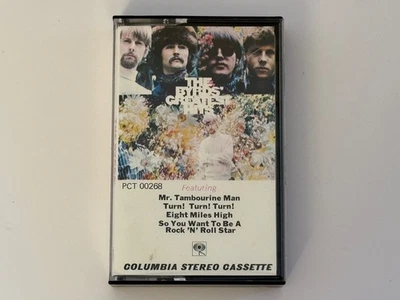 THE
BYRDS'
GREATEST
HITS
PCT 00268
Featuring
Mr. Tambourine Man
Turn! Turn! Turn!
Eight Miles High
So You Want To Be A
Rock 'N' Roll Star
COLUMBIA STEREO CASSETTE